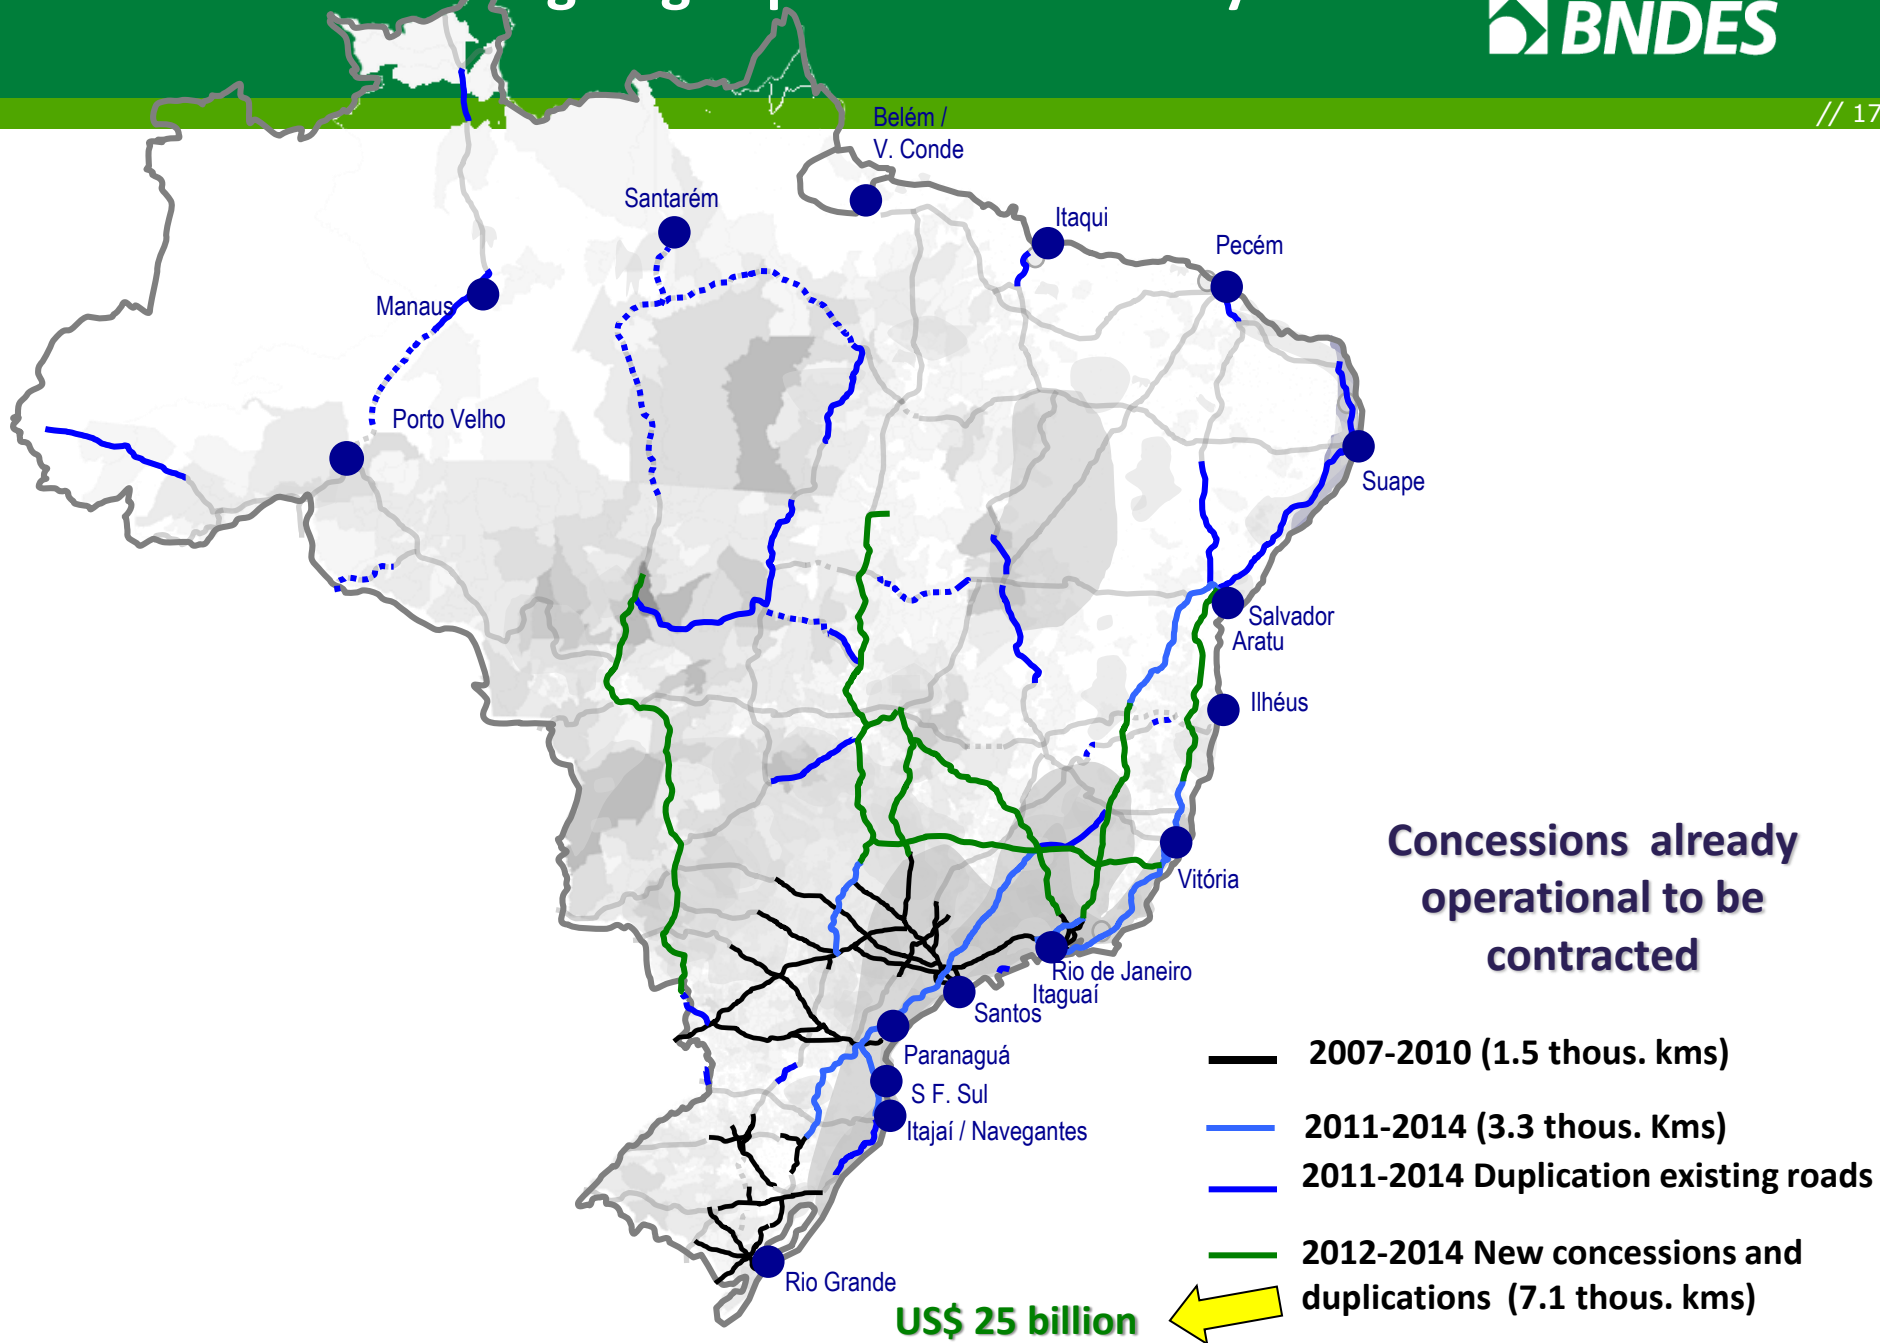 BNDES
// 17
Belém /
V. Conde
Santarém
Itaqui
Pecém
Manaus
Porto Velho
Suape
Salvador
Aratu
Ilhéus
Vitória
Rio de Janeiro
Itaguaí
Santos
Paranaguá
S F. Sul
Itajaí / Navegantes
Rio Grande
Concessions already
operational to be
contracted
2007-2010 (1.5 thous. kms)
2011-2014 (3.3 thous. Kms)
2011-2014 Duplication existing roads
2012-2014 New concessions and
duplications (7.1 thous. kms)
US$ 25 billion